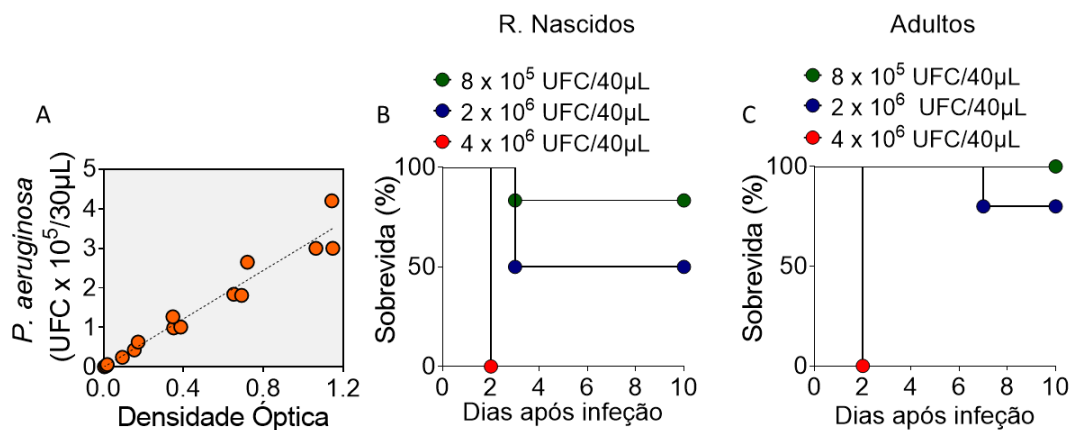 A
P. aeruginosa
(UFC x 10⁵/30µL)
5
4
3
2
1
0
0.0
0.4
0.8
1.2
Densidade Óptica
R. Nascidos
8 x 10⁵ UFC/40µL
2 x 10⁶ UFC/40µL
4 x 10⁶ UFC/40µL
B
Sobrevida (%)
100
50
0
0 2 4 6 8 10
Dias após infeção
Adultos
8 x 10⁵ UFC/40µL
2 x 10⁶ UFC/40µL
4 x 10⁶ UFC/40µL
C
Sobrevida (%)
100
50
0
0 2 4 6 8 10
Dias após infeção